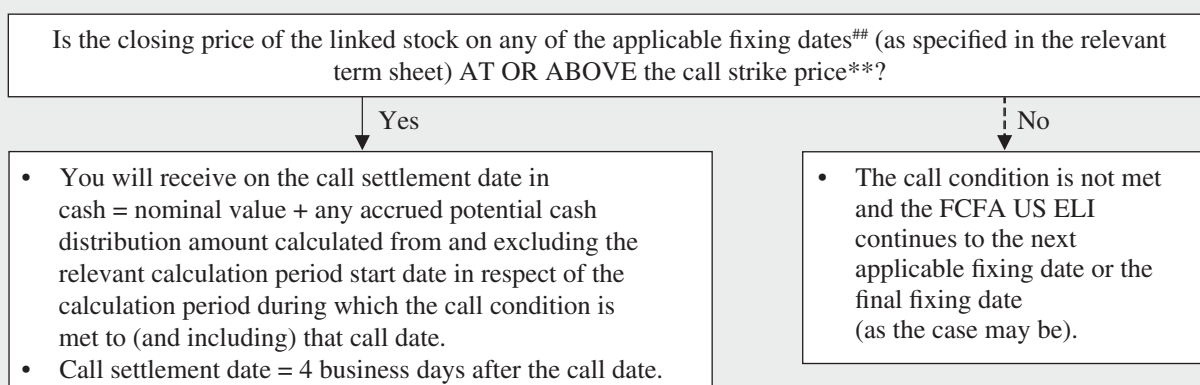 Is the closing price of the linked stock on any of the applicable fixing dates## (as specified in the relevant
term sheet) AT OR ABOVE the call strike price**?
Yes
No
• You will receive on the call settlement date in
cash = nominal value + any accrued potential cash
distribution amount calculated from and excluding the
relevant calculation period start date in respect of the
calculation period during which the call condition is
met to (and including) that call date.
• Call settlement date = 4 business days after the call date.
• The call condition is not met
and the FCFA US ELI
continues to the next
applicable fixing date or the
final fixing date
(as the case may be).